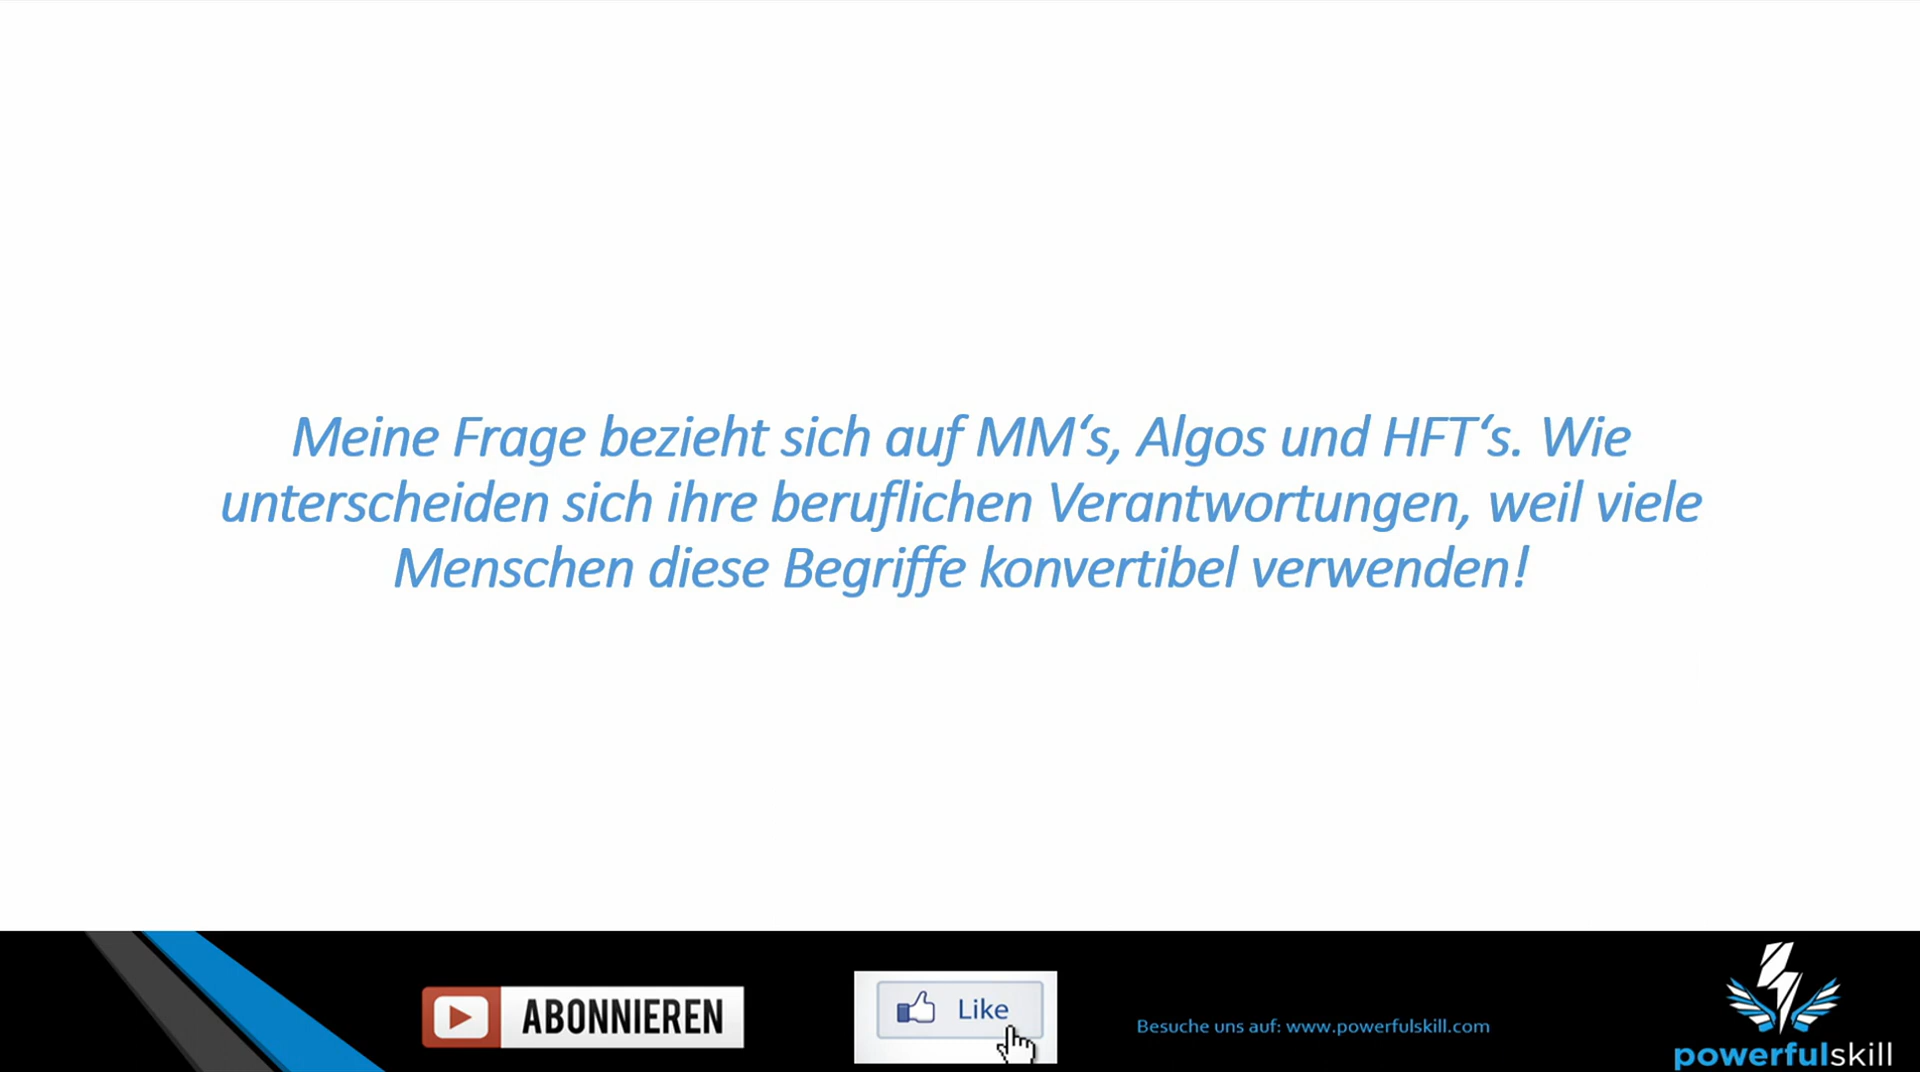 Meine Frage bezieht sich auf MM‘s, Algos und HFT‘s. Wie
unterscheiden sich ihre beruflichen Verantwortungen, weil viele
Menschen diese Begriffe konvertibel verwenden!
ABONNIEREN
Like
Besuche uns auf: www.powerfulskill.com
powerfulskill